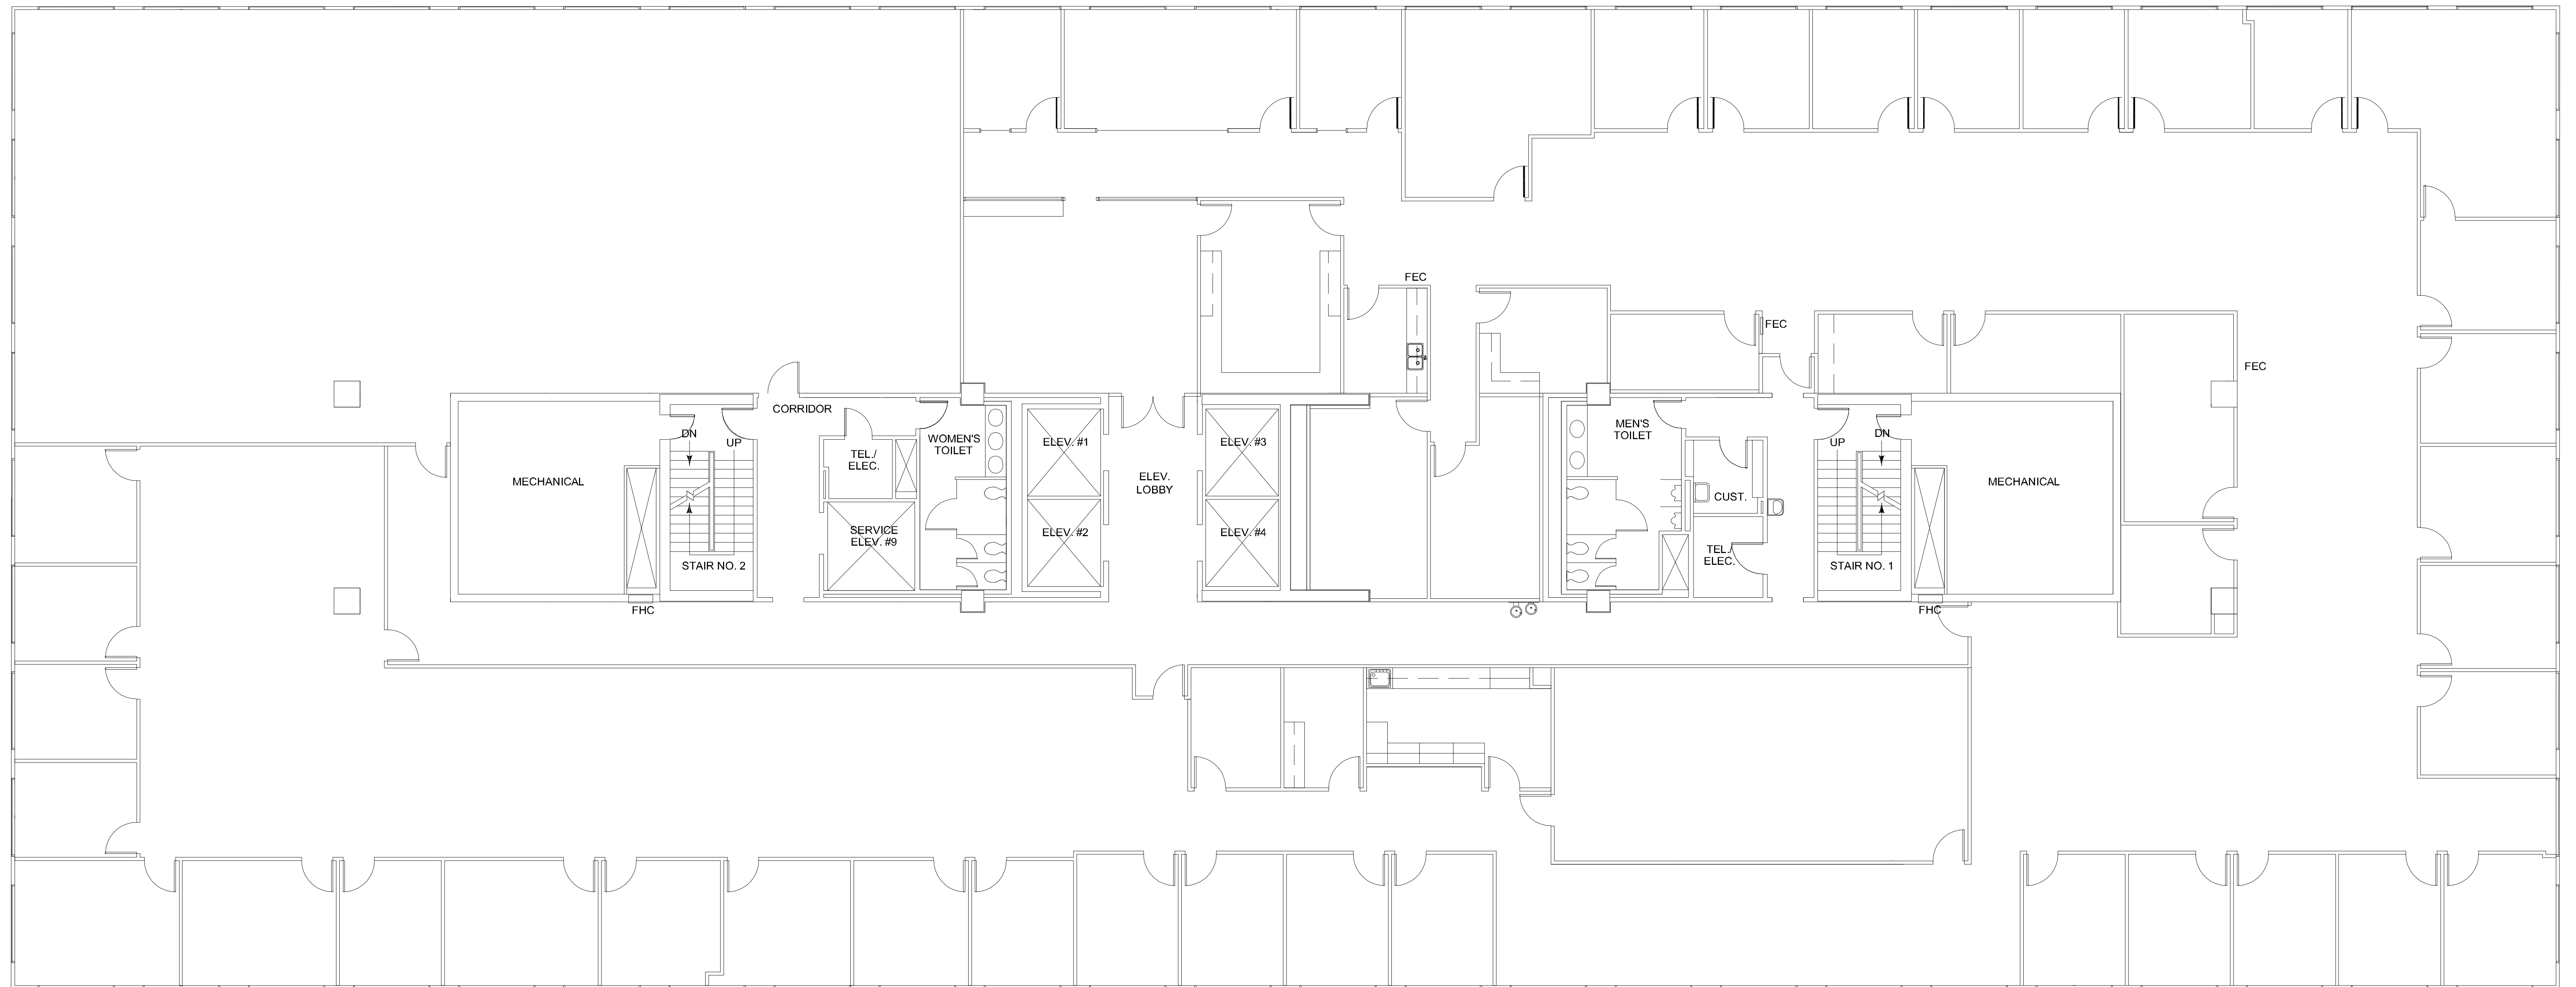 FEC
FEC
FEC
CORRIDOR
DN
UP
WOMEN'S
TOILET
ELEV. #1
ELEV. #3
MEN'S
TOILET
UP
DN
TEL./
ELEC.
MECHANICAL
ELEV.
LOBBY
MECHANICAL
CUST.
SERVICE
ELEV. #9
ELEV. #2
ELEV. #4
TEL./
ELEC.
STAIR NO. 2
STAIR NO. 1
FHC
FHC